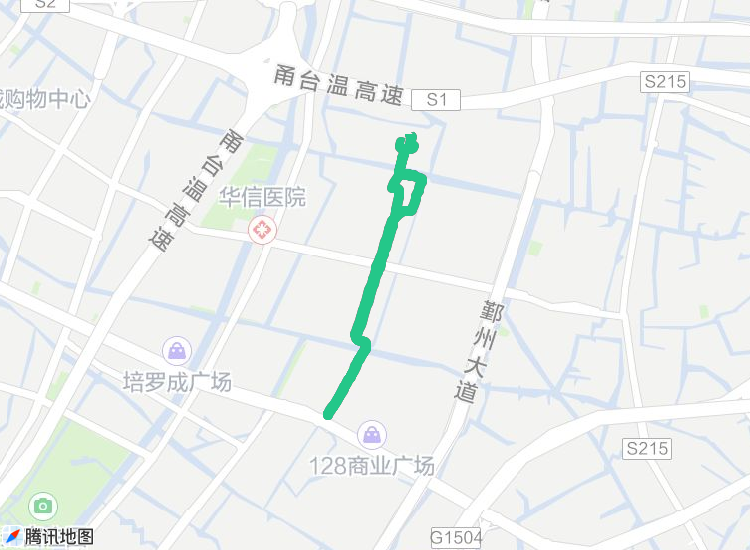 S2
甬台温高速
S1
S215
购物中心
甬台温高速
华信医院
鄞州大道
培罗成广场
128商业广场
S215
G1504
腾讯地图